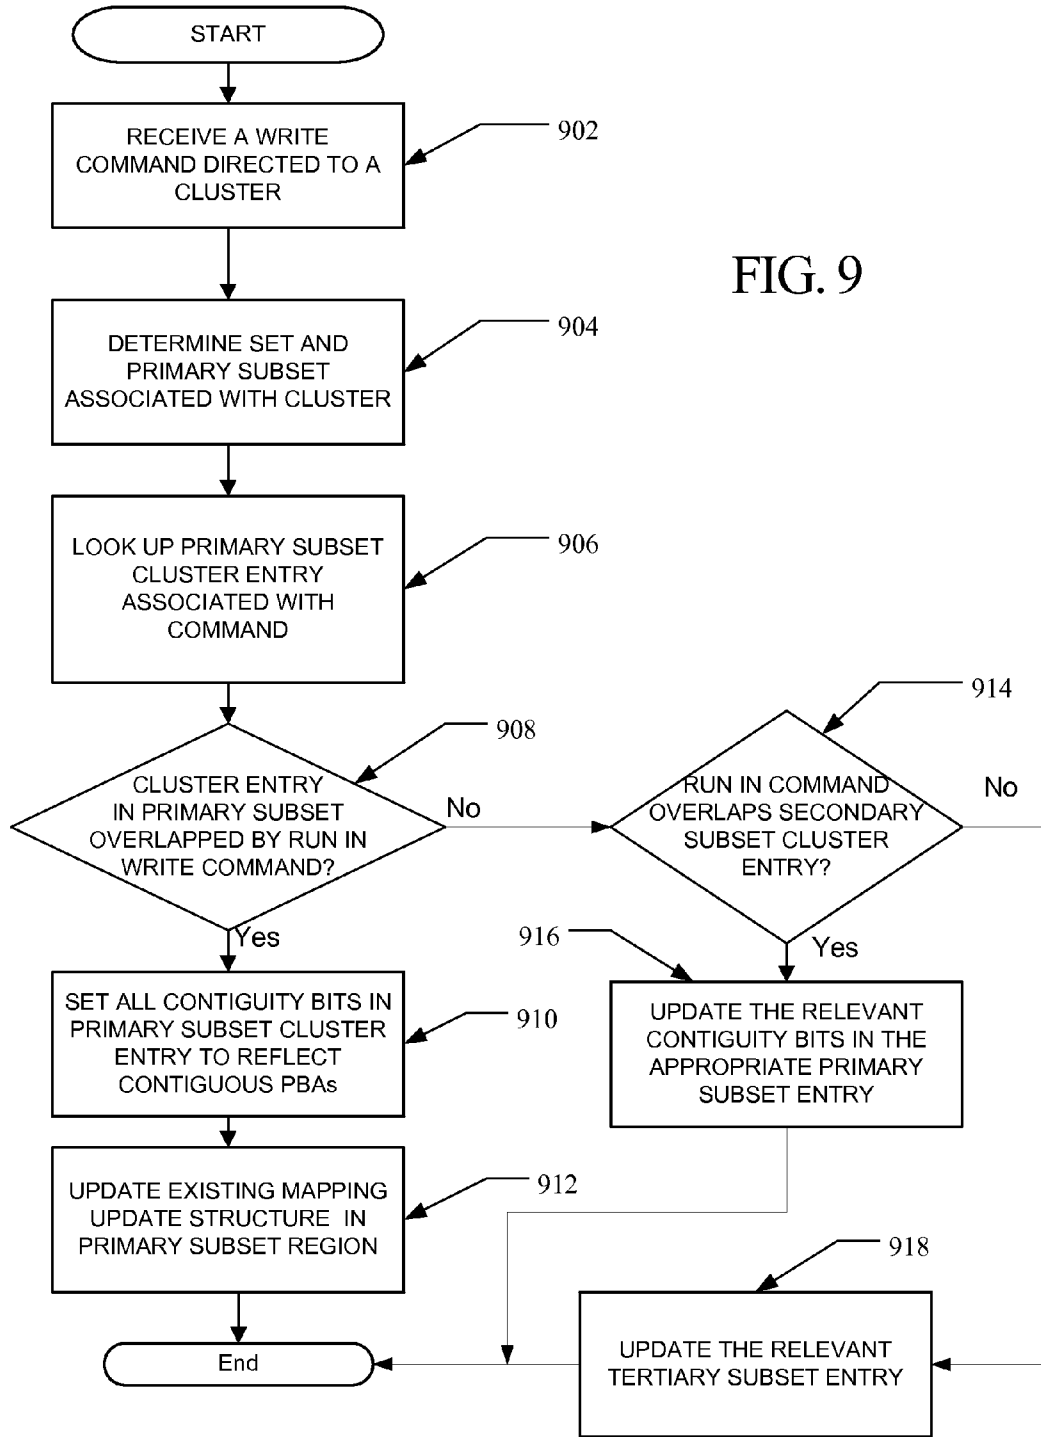 START
RECEIVE A WRITE
COMMAND DIRECTED TO A
CLUSTER
902
FIG. 9
DETERMINE SET AND
PRIMARY SUBSET
ASSOCIATED WITH CLUSTER
904
LOOK UP PRIMARY SUBSET
CLUSTER ENTRY
ASSOCIATED WITH
COMMAND
906
CLUSTER ENTRY
IN PRIMARY SUBSET
OVERLAPPED BY RUN IN
WRITE COMMAND?
908
No
RUN IN COMMAND
OVERLAPS SECONDARY
SUBSET CLUSTER
ENTRY?
914
No
Yes
SET ALL CONTIGUITY BITS IN
PRIMARY SUBSET CLUSTER
ENTRY TO REFLECT
CONTIGUOUS PBAs
910
Yes
916
UPDATE THE RELEVANT
CONTIGUITY BITS IN THE
APPROPRIATE PRIMARY
SUBSET ENTRY
UPDATE EXISTING MAPPING
UPDATE STRUCTURE IN
PRIMARY SUBSET REGION
912
918
UPDATE THE RELEVANT
TERTIARY SUBSET ENTRY
End